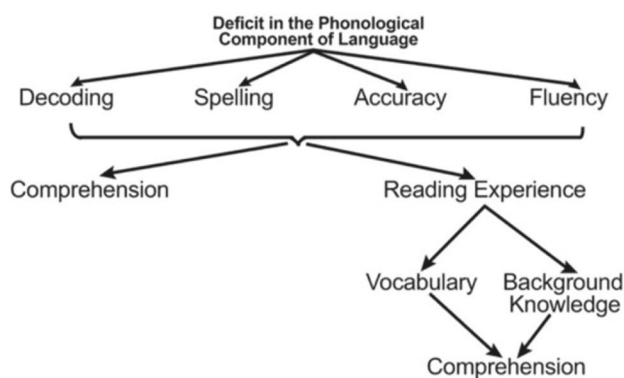 Deficit in the Phonological
Component of Language
Decoding
Spelling
Accuracy
Fluency
Comprehension
Reading Experience
Vocabulary
Background
Knowledge
Comprehension